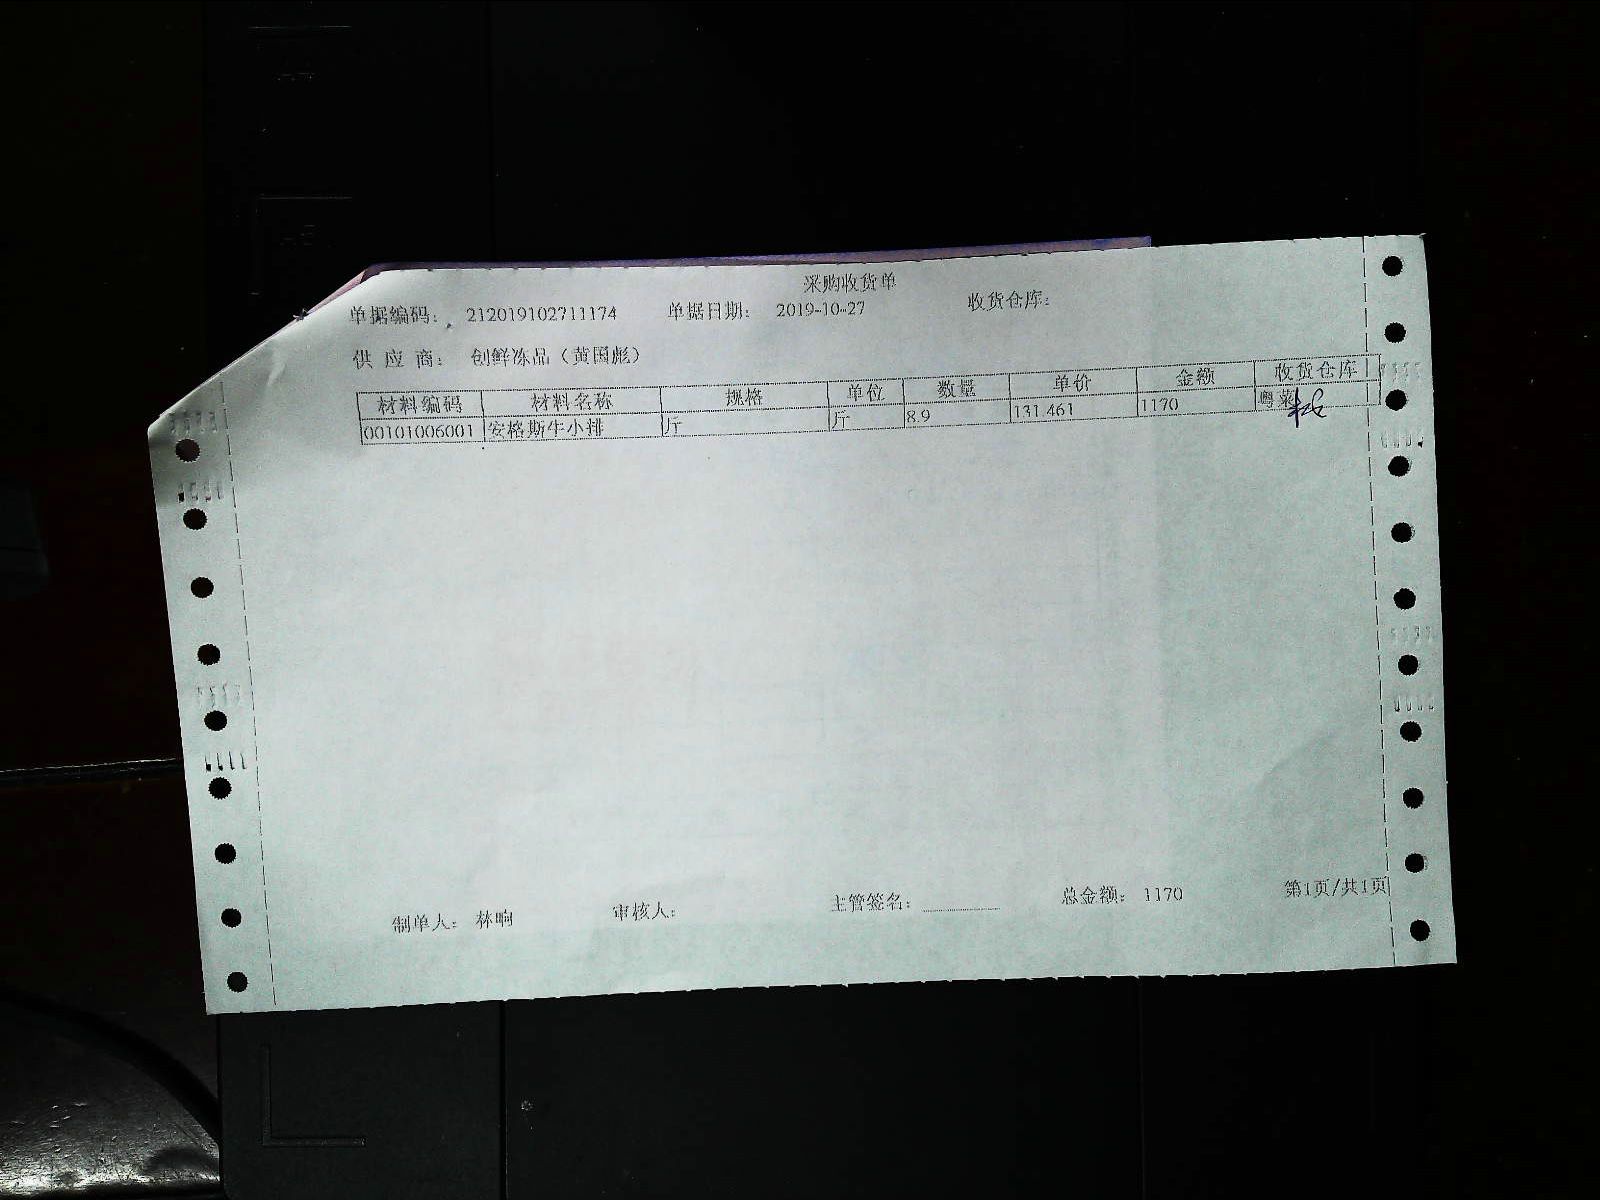 采购收货单
单据编码： 212019102711174 单据日期： 2019-10-27 收货仓库：
供 应 商： 创鲜冻品（黄国彪）
材料编码 材料名称 规格 单位 数量 单价 金额 收货仓库
00101006001 安格斯牛小排 斤 斤 8.9 131.461 1170 粤菜
制单人： 林响 审核人： 主管签名： 总金额： 1170 第1页/共1页